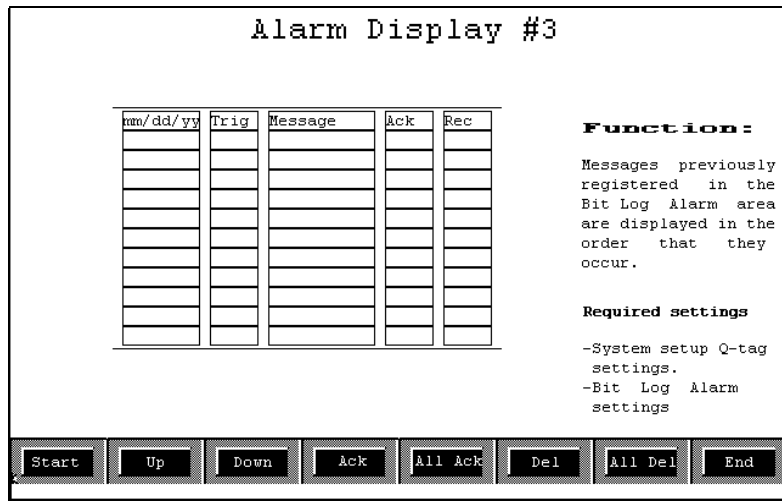 Alarm Display #3
mm/dd/yy Trig Message Ack Rec
Function:
Messages previously
registered in the
Bit Log Alarm area
are displayed in the
order that they
occur.
Required settings
-System setup Q-tag
settings.
-Bit Log Alarm
settings
Start Up Down Ack All Ack Del All Del End